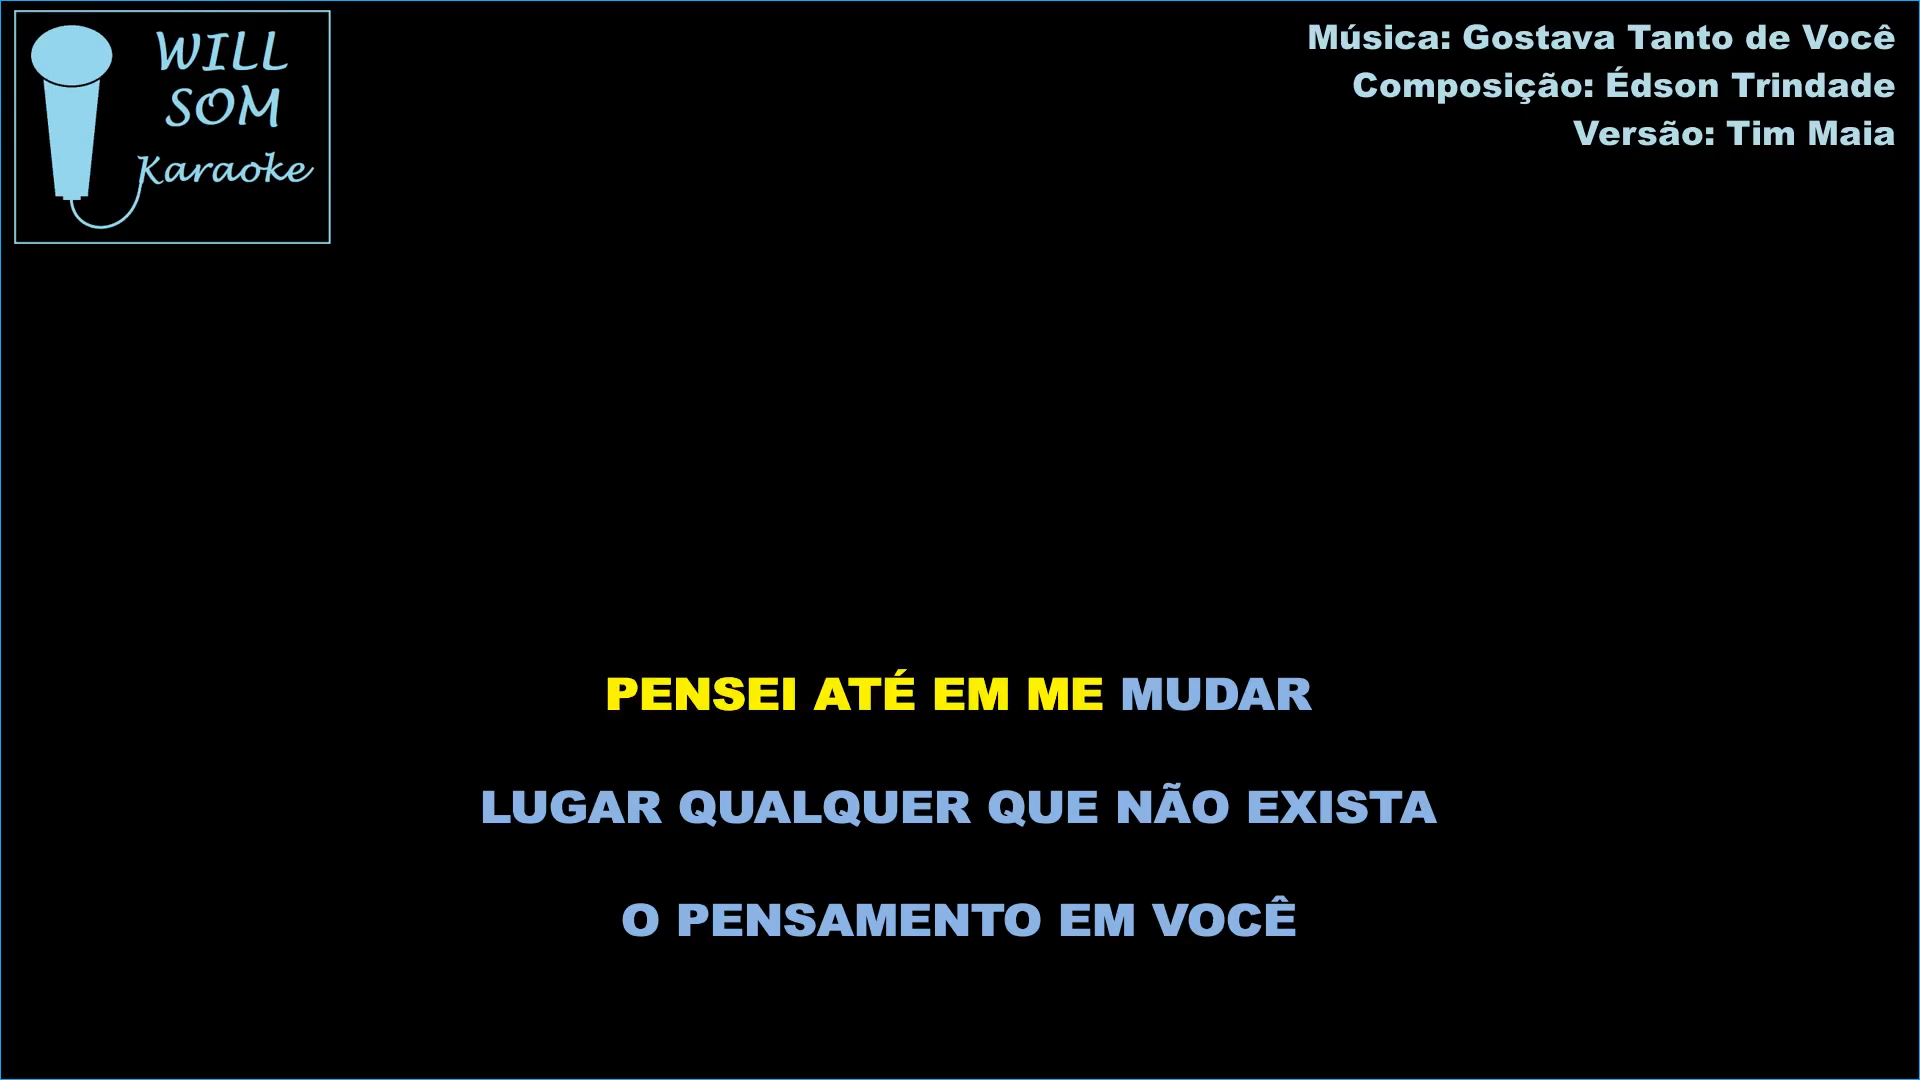 WILL
SOM
Karaoke
Música: Gostava Tanto de Você
Composição: Édson Trindade
Versão: Tim Maia
PENSEI ATÉ EM ME MUDAR
LUGAR QUALQUER QUE NÃO EXISTA
O PENSAMENTO EM VOCÊ